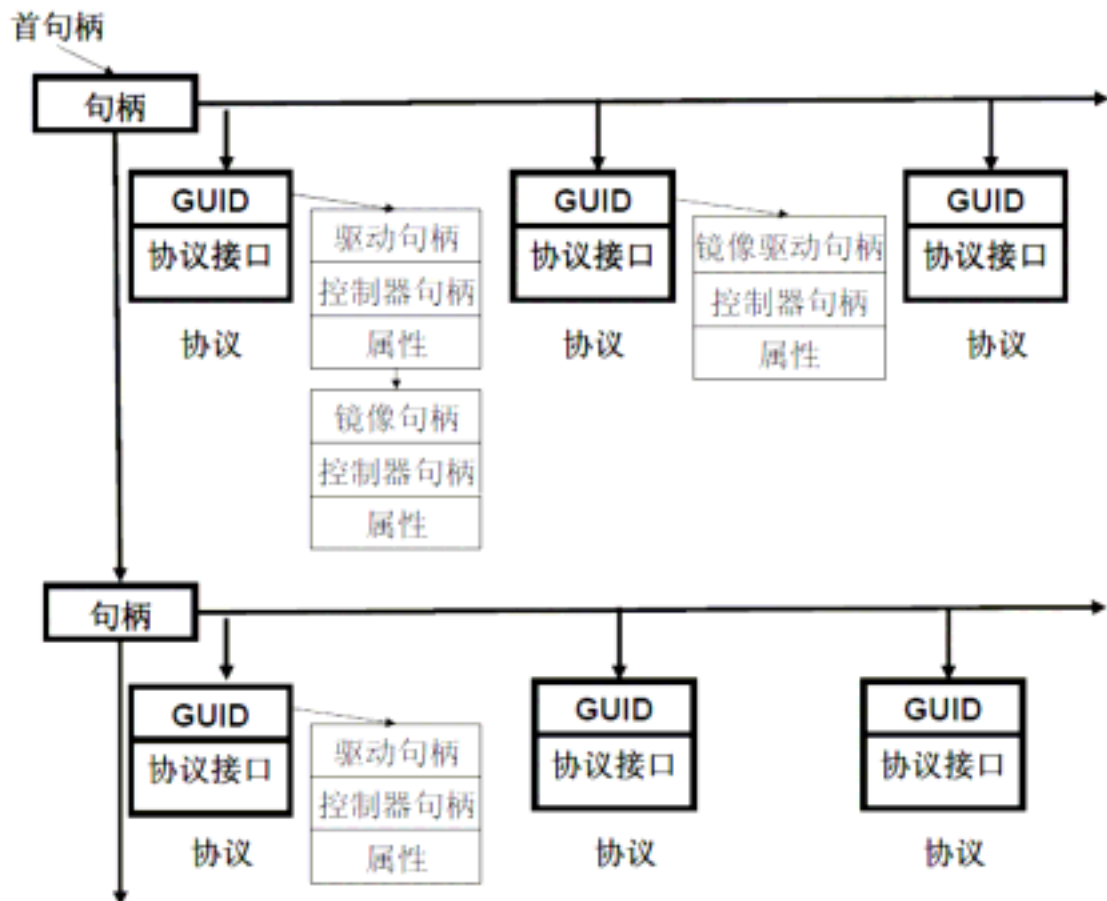 首句柄
句柄
GUID
协议接口
协议
驱动句柄
控制器句柄
属性
镜像句柄
控制器句柄
属性
GUID
协议接口
协议
镜像驱动句柄
控制器句柄
属性
GUID
协议接口
协议
句柄
GUID
协议接口
协议
驱动句柄
控制器句柄
属性
GUID
协议接口
协议
GUID
协议接口
协议